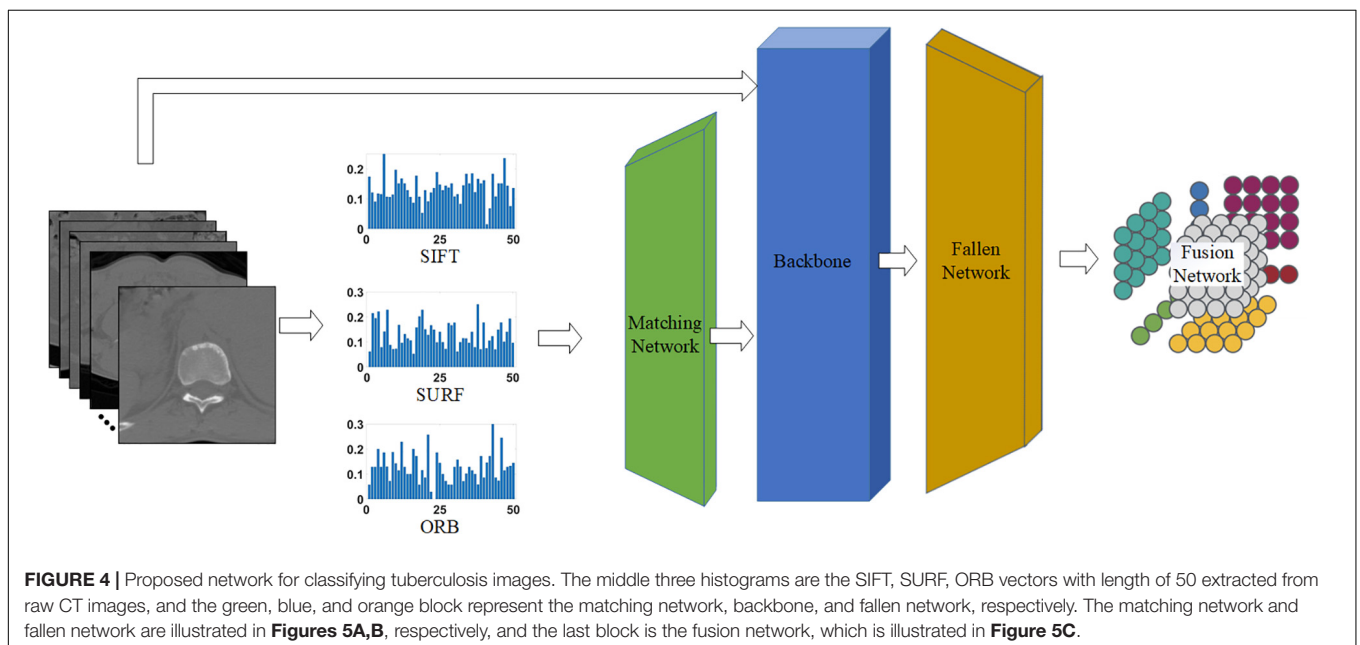 0.2
0.1
0
0 25 50
SIFT
0.3
0.2
0.1
0
0 25 50
SURF
0.3
0.2
0.1
0
0 25 50
ORB
Matching
Network
Backbone
Fallen
Network
Fusion
Network
FIGURE 4 | Proposed network for classifying tuberculosis images. The middle three histograms are the SIFT, SURF, ORB vectors with length of 50 extracted from
raw CT images, and the green, blue, and orange block represent the matching network, backbone, and fallen network, respectively. The matching network and
fallen network are illustrated in Figures 5A,B, respectively, and the last block is the fusion network, which is illustrated in Figure 5C.